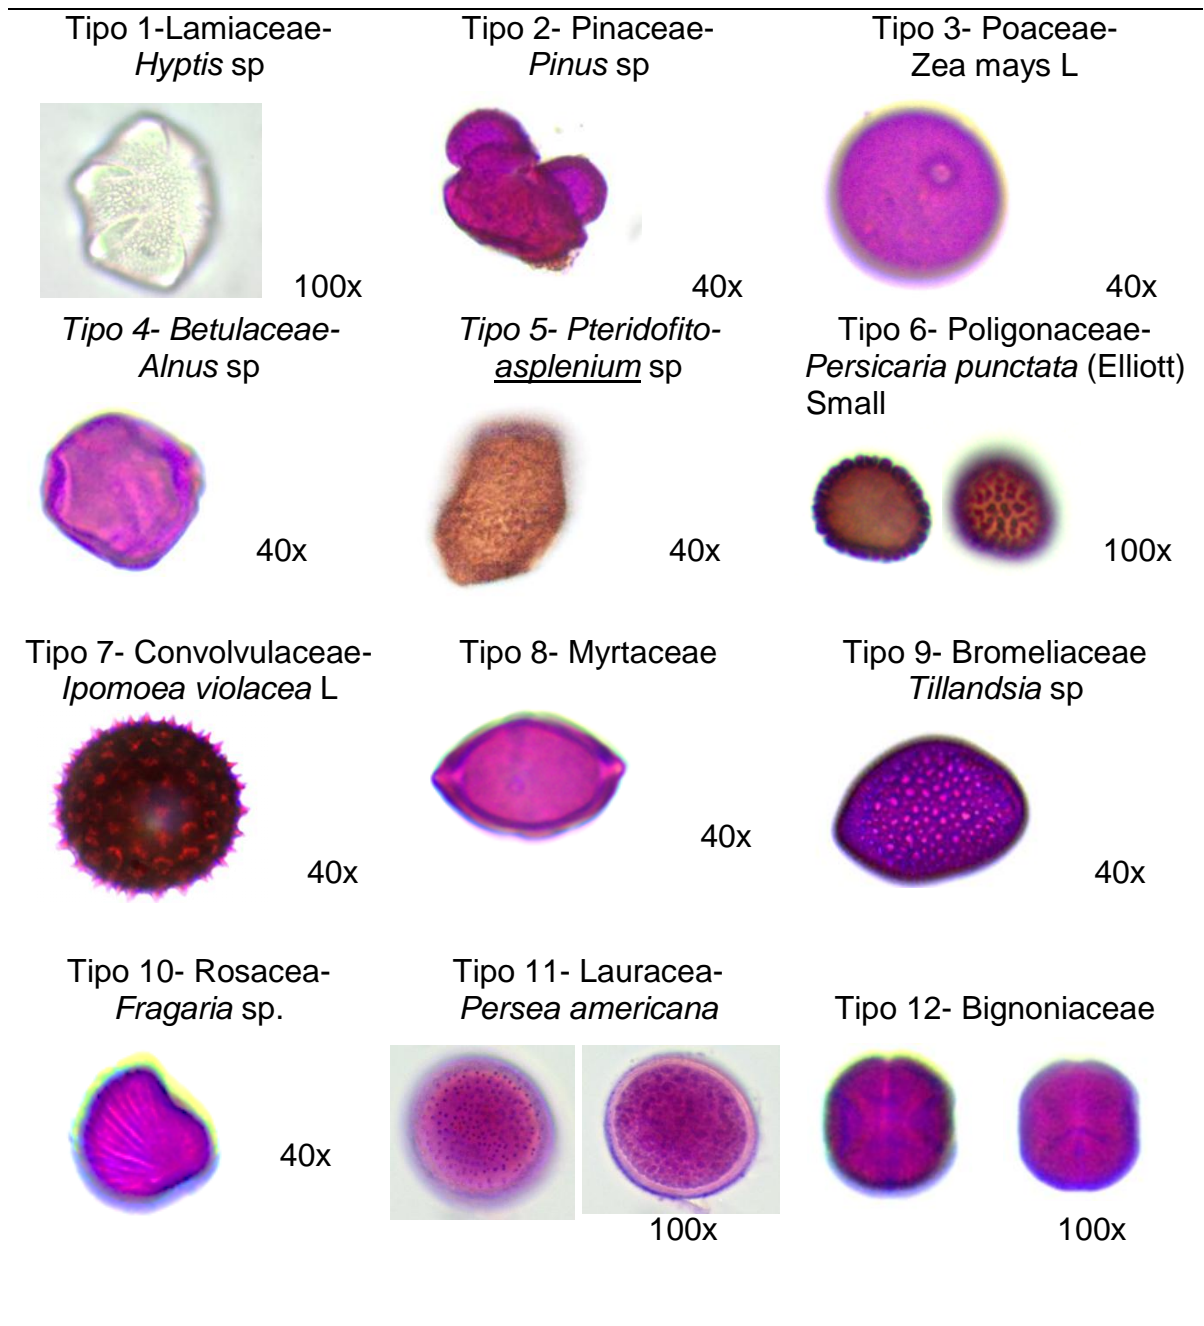 Tipo 1-Lamiaceae-
Hyptis sp
Tipo 2- Pinaceae-
Pinus sp
Tipo 3- Poaceae-
Zea mays L
100x
40x
40x
Tipo 4- Betulaceae-
Alnus sp
Tipo 5- Pteridofito-
asplenium sp
Tipo 6- Poligonaceae-
Persicaria punctata (Elliott)
Small
40x
40x
100x
Tipo 7- Convolvulaceae-
Ipomoea violacea L
Tipo 8- Myrtaceae
Tipo 9- Bromeliaceae
Tillandsia sp
40x
40x
40x
Tipo 10- Rosacea-
Fragaria sp.
Tipo 11- Lauracea-
Persea americana
Tipo 12- Bignoniaceae
40x
100x
100x